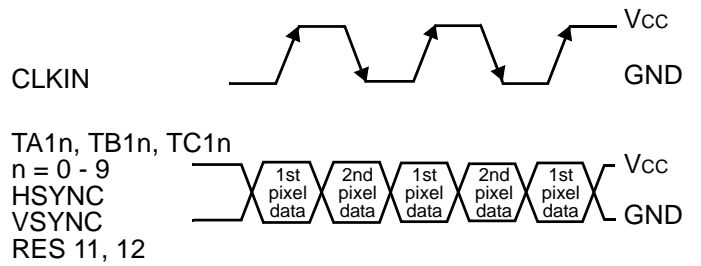 VCC
CLKIN
GND
TA1n, TB1n, TC1n
n = 0 - 9
HSYNC
VSYNC
RES 11, 12
1st pixel data
2nd pixel data
1st pixel data
2nd pixel data
1st pixel data
VCC
GND